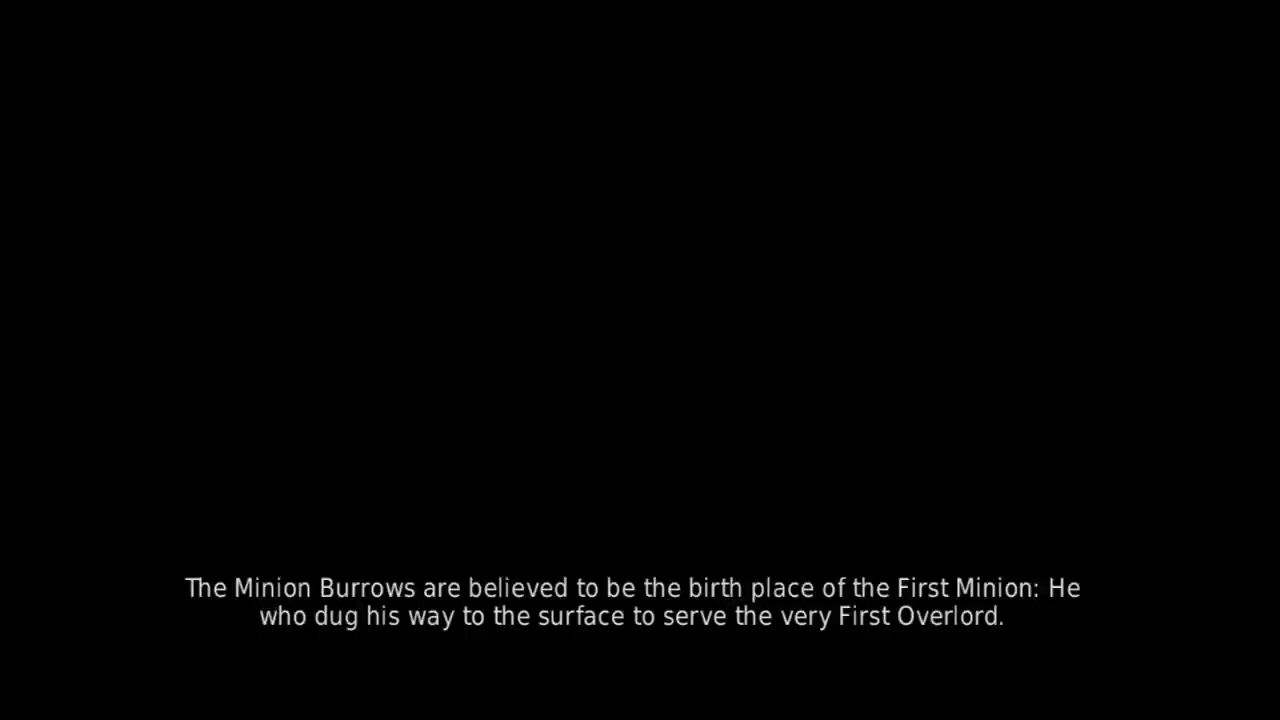 The Minion Burrows are believed to be the birth place of the First Minion: He
who dug his way to the surface to serve the very First Overlord.